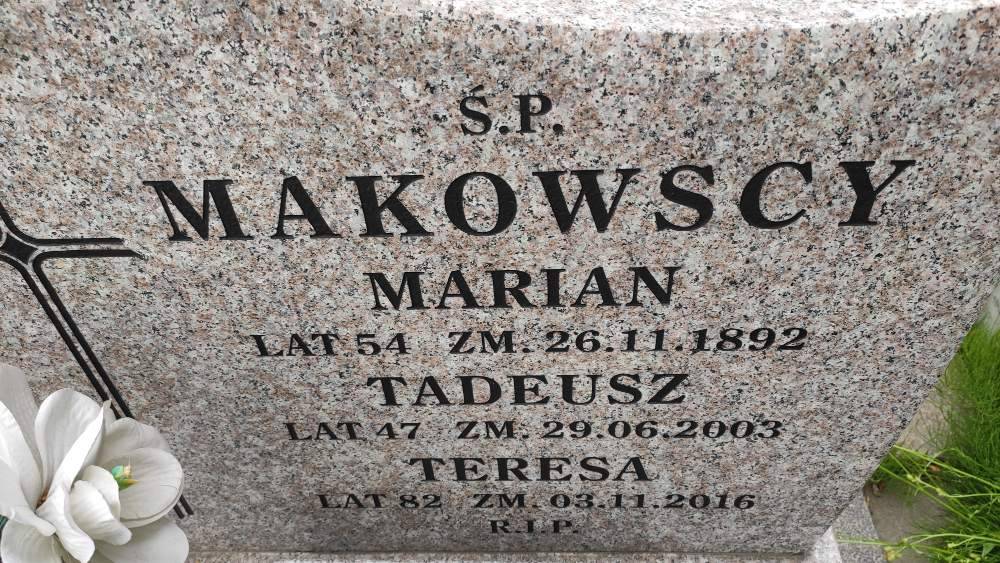 Ś.P.
MAKOWSCY
MARIAN
LAT 54 ZM. 26.11.1892
TADEUSZ
LAT 47 ZM. 29.06.2003
TERESA
LAT 82 ZM. 03.11.2016
R.I.P.